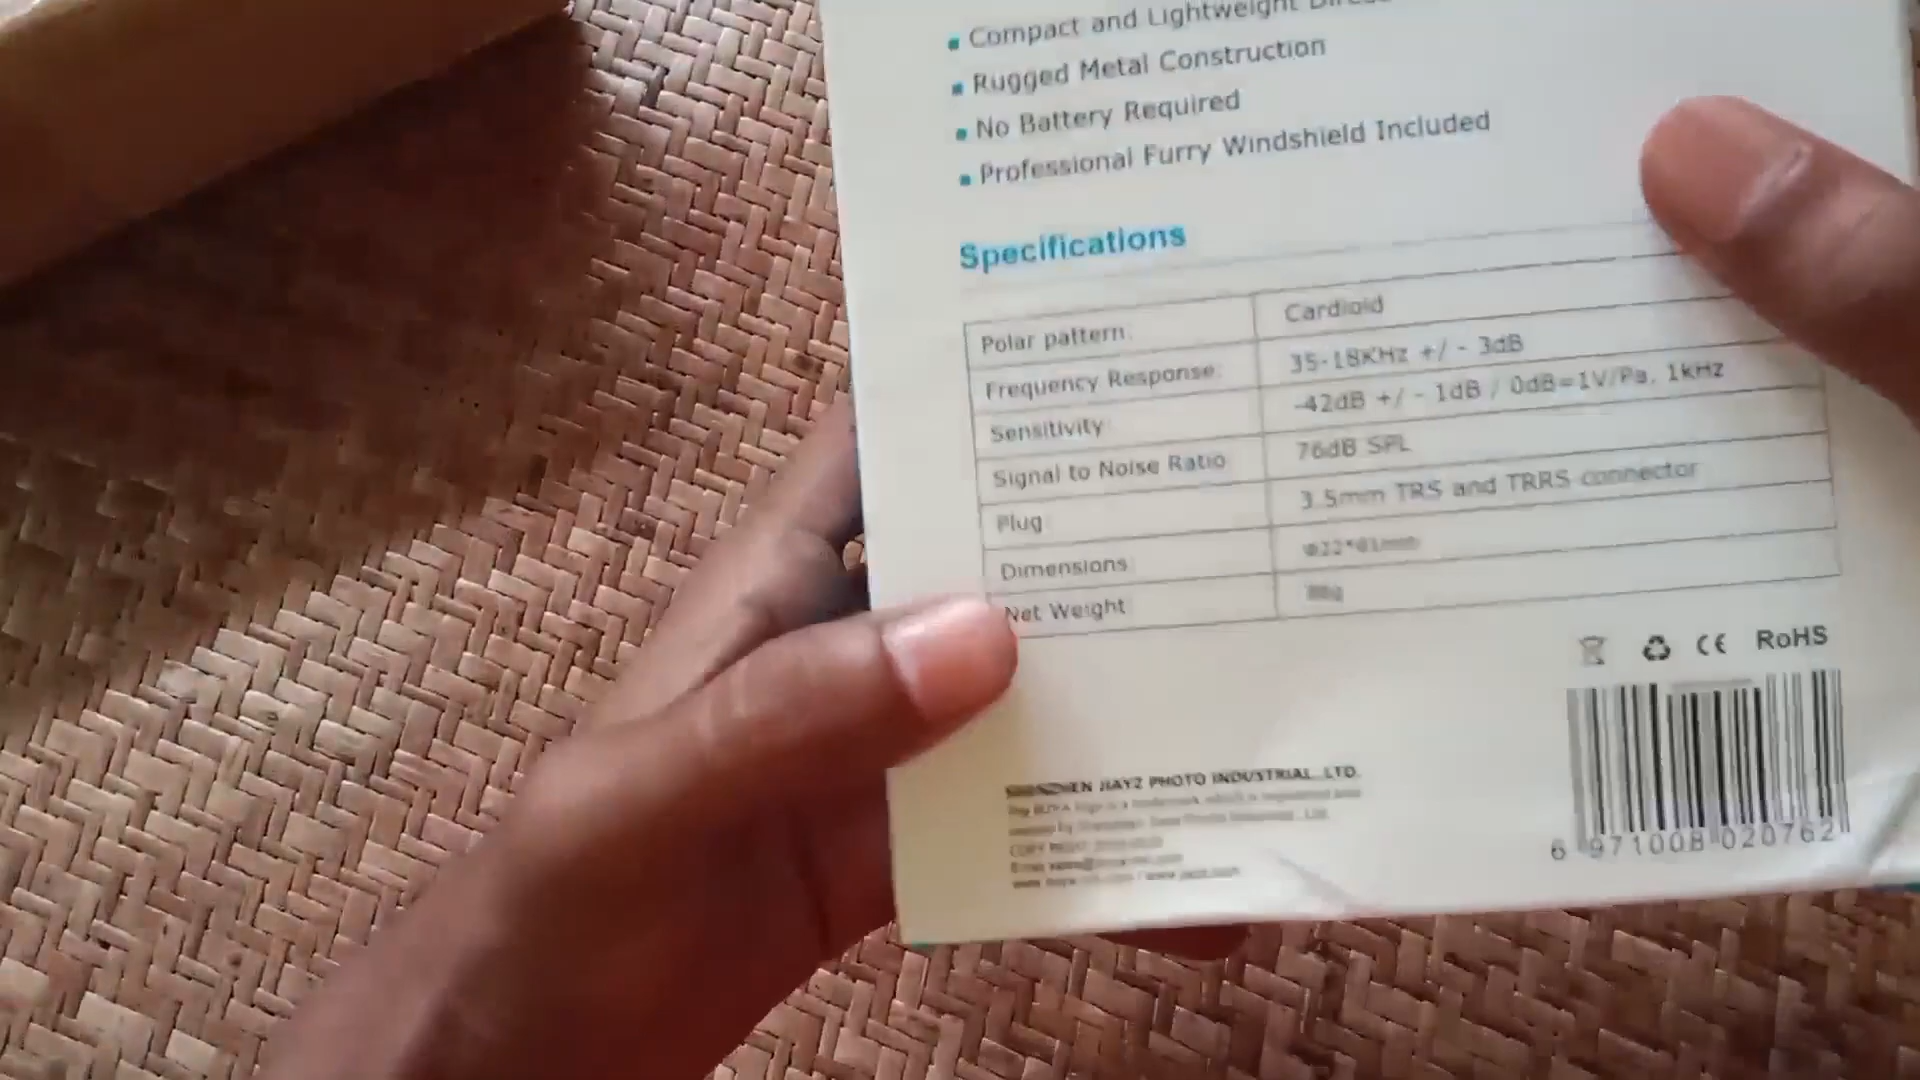 Compact and Lightweight
Rugged Metal Construction
No Battery Required
Professional Furry Windshield Included
Specifications
Polar pattern: Cardioid
Frequency Response: 35-18KHz +/ - 3dB
Sensitivity: -42dB +/ - 1dB / 0dB=1V/Pa, 1kHz
Signal to Noise Ratio 76dB SPL
Plug 3.5mm TRS and TRRS connector
Dimensions
Net Weight
CE RoHS
SHENZHEN JIAYZ PHOTO INDUSTRIAL., LTD.
6 971008 020762